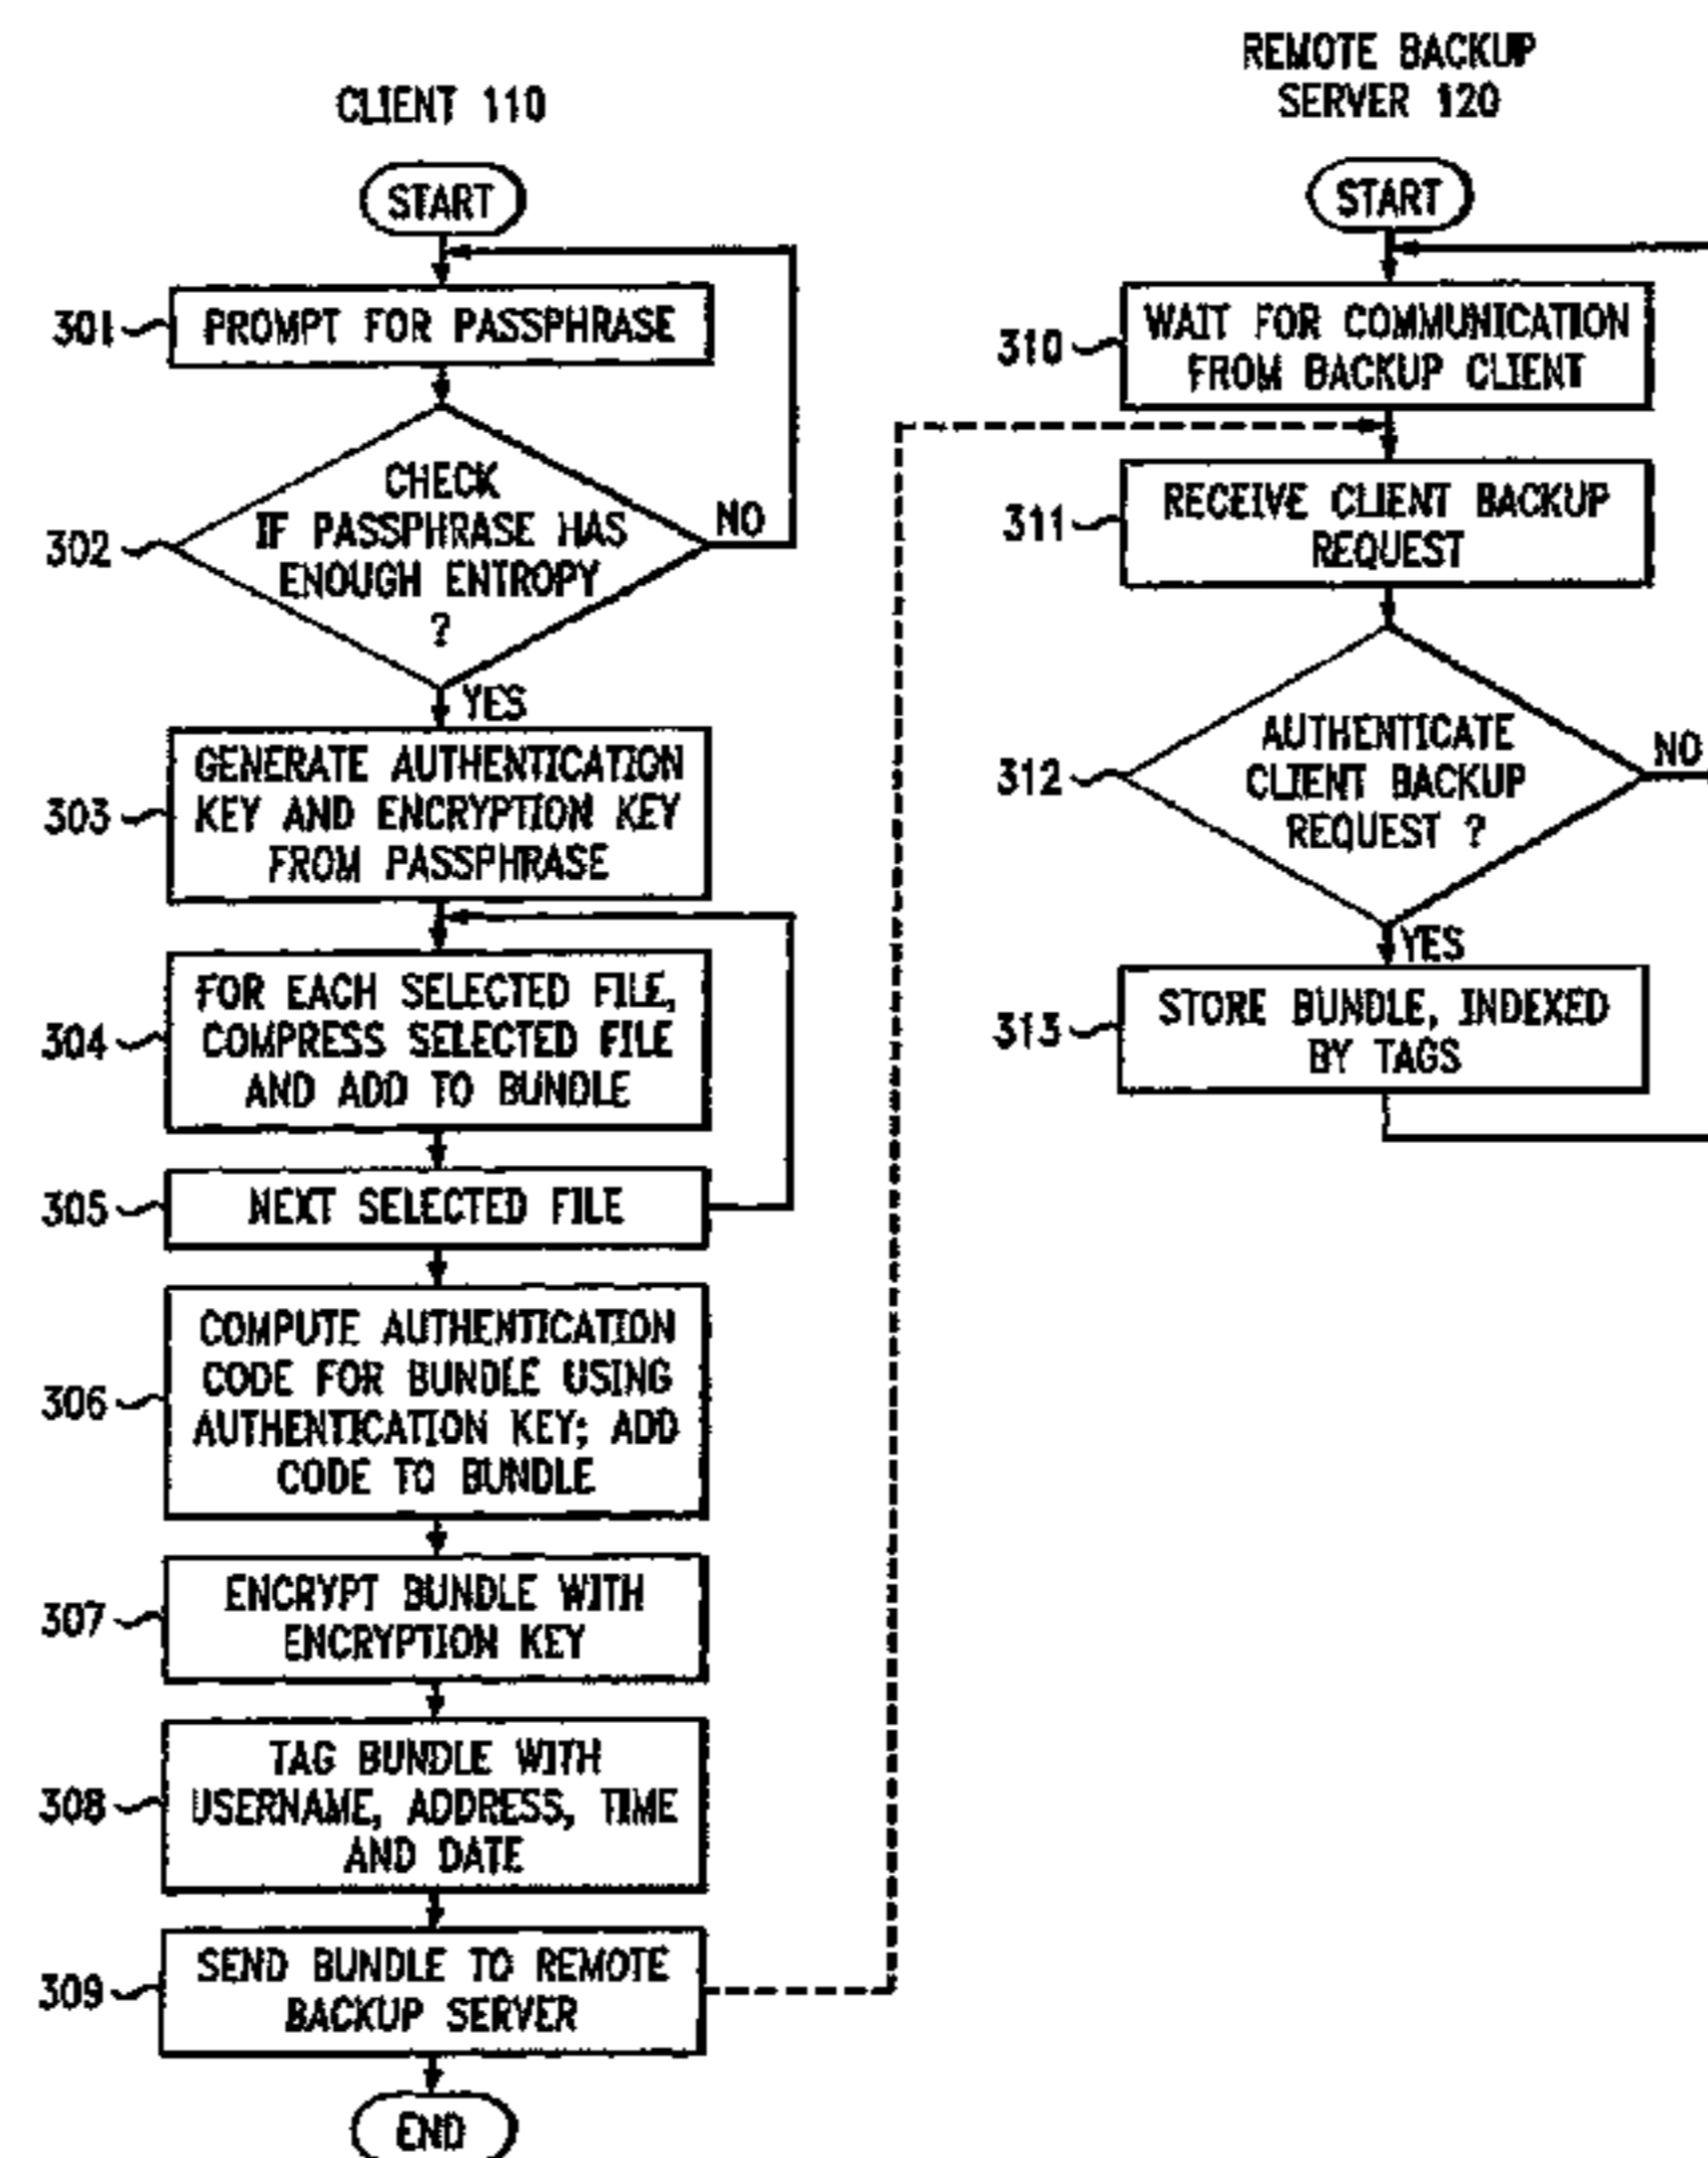 CLIENT 110
START
301
PROMPT FOR PASSPHRASE
302
CHECK
IF PASSPHRASE HAS
ENOUGH ENTROPY
?
NO
YES
303
GENERATE AUTHENTICATION
KEY AND ENCRYPTION KEY
FROM PASSPHRASE
304
FOR EACH SELECTED FILE,
COMPRESS SELECTED FILE
AND ADD TO BUNDLE
305
NEXT SELECTED FILE
306
COMPUTE AUTHENTICATION
CODE FOR BUNDLE USING
AUTHENTICATION KEY; ADD
CODE TO BUNDLE
307
ENCRYPT BUNDLE WITH
ENCRYPTION KEY
308
TAG BUNDLE WITH
USERNAME, ADDRESS, TIME
AND DATE
309
SEND BUNDLE TO REMOTE
BACKUP SERVER
END
REMOTE BACKUP
SERVER 120
START
310
WAIT FOR COMMUNICATION
FROM BACKUP CLIENT
311
RECEIVE CLIENT BACKUP
REQUEST
312
AUTHENTICATE
CLIENT BACKUP
REQUEST ?
NO
YES
313
STORE BUNDLE, INDEXED
BY TAGS